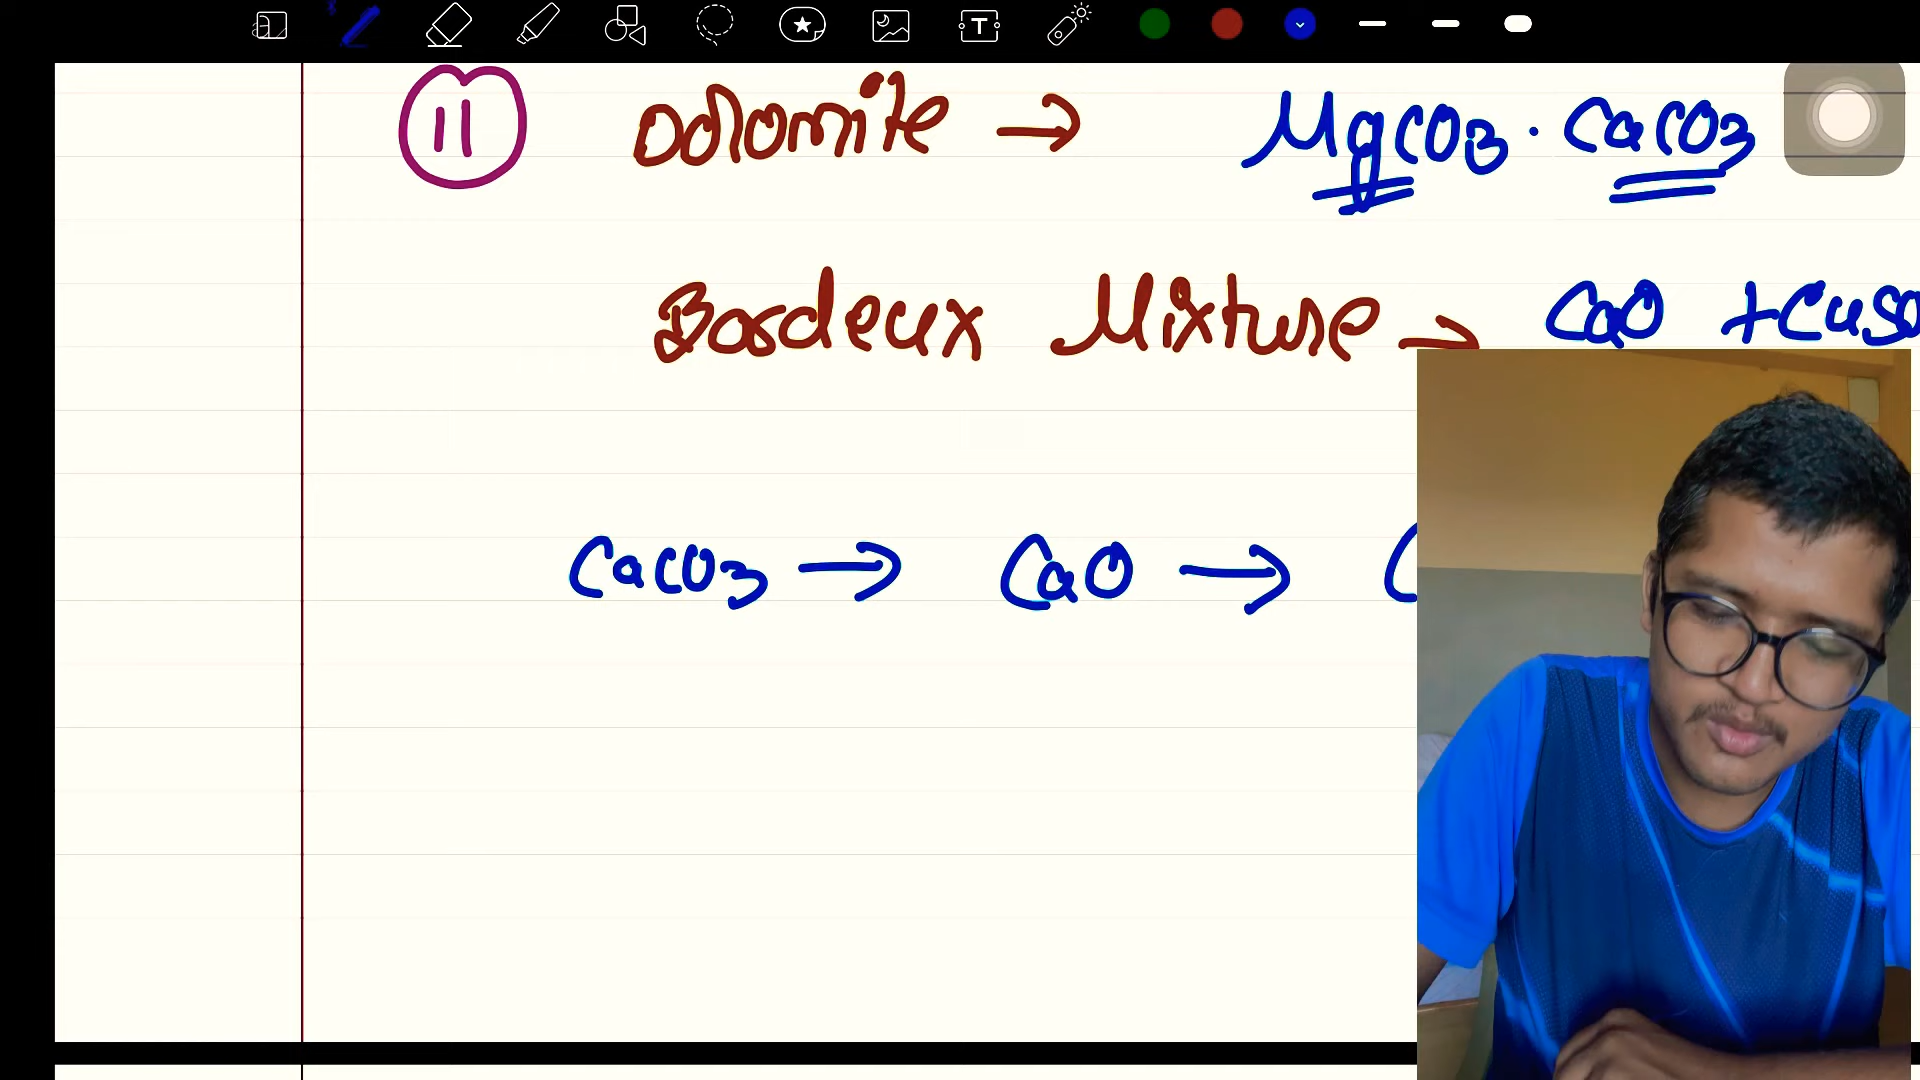 11 Dolomite → MgCO3 · CaCO3
Bordeux Mixture → CaO + CuSO
CaCO3 → CaO → C